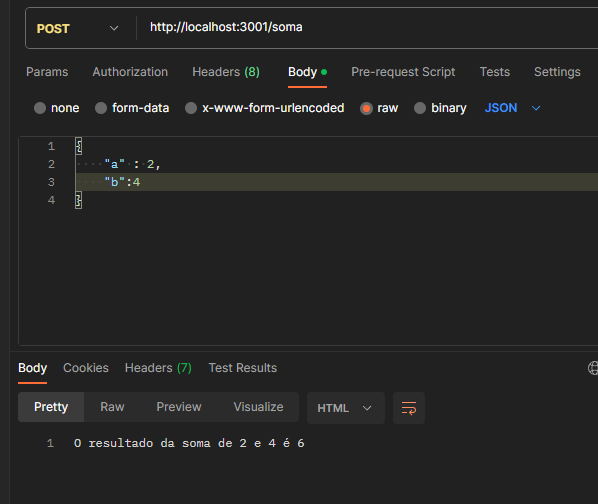 POST http://localhost:3001/soma
Params Authorization Headers (8) Body Pre-request Script Tests Settings
none form-data x-www-form-urlencoded raw binary JSON
1 {
2 "a" : 2,
3 "b":4
4 }
Body Cookies Headers (7) Test Results
Pretty Raw Preview Visualize HTML
1 O resultado da soma de 2 e 4 é 6